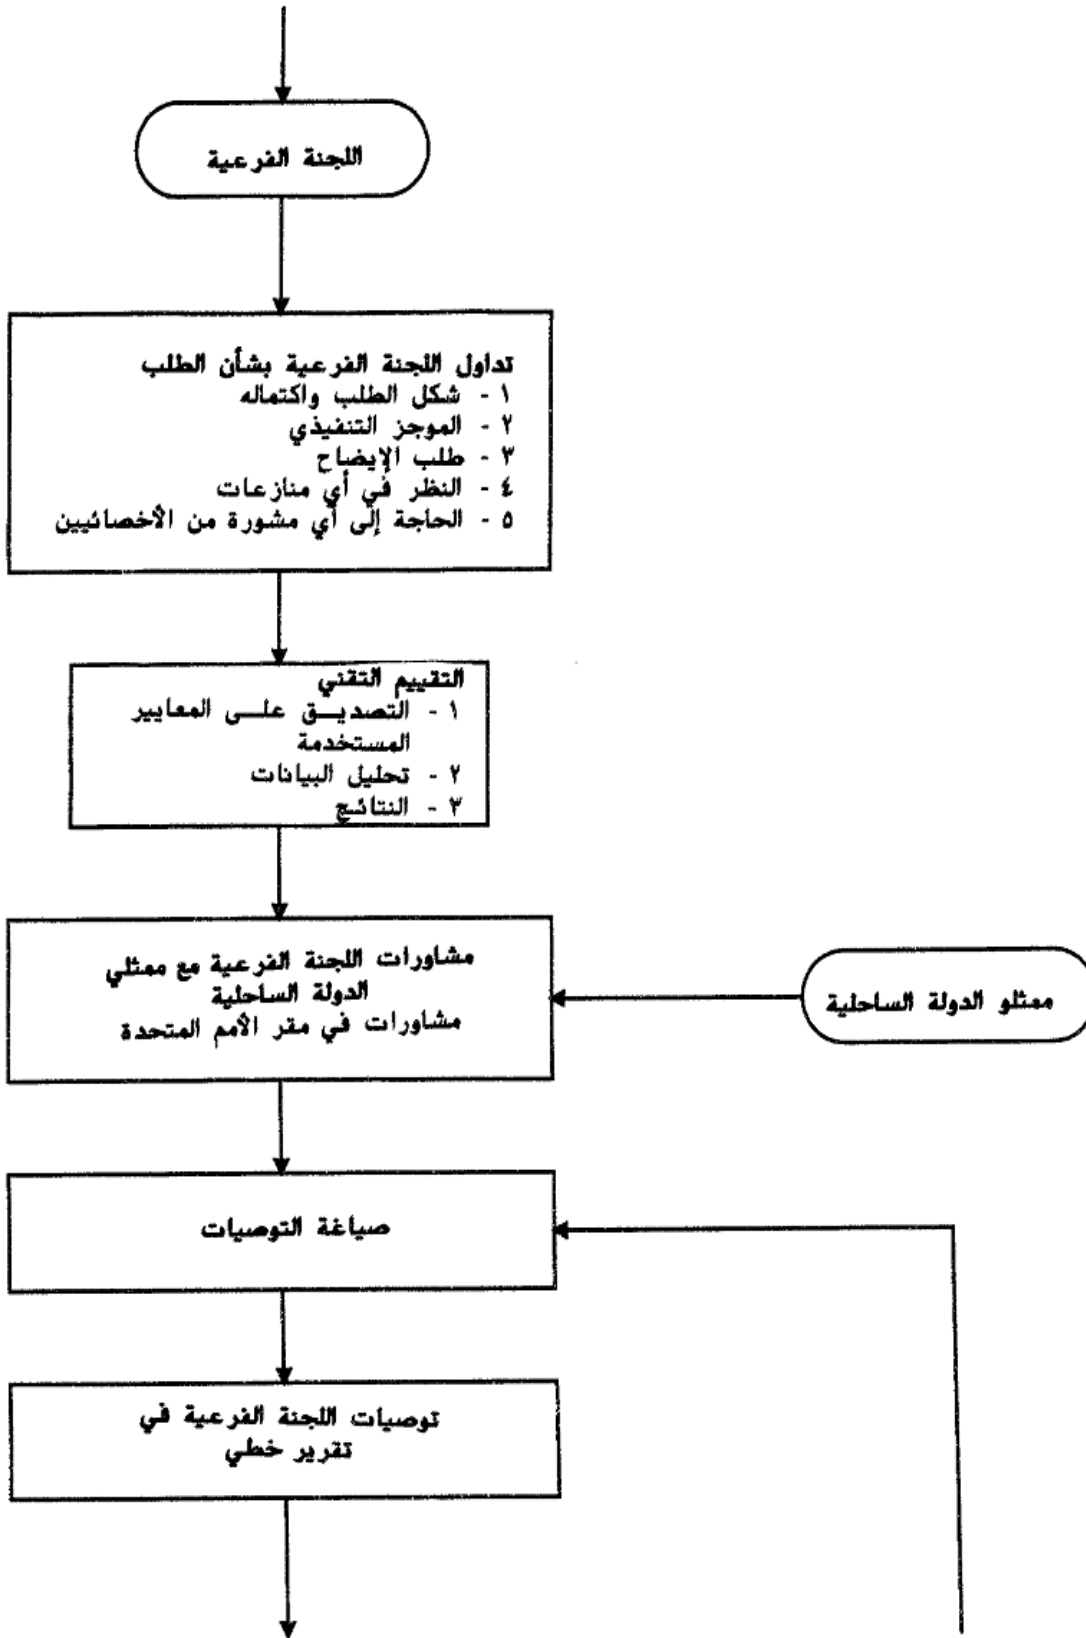 اللجنة الفرعية
تداول اللجنة الفرعية بشأن الطلب
١ - شكل الطلب واكتماله
٢ - الموجز التنفيذي
٣ - طلب الإيضاح
٤ - النظر في أي منازعات
٥ - الحاجة إلى أي مشورة من الأخصائيين
التقييم التقني
١ - التصديــق علــى المعايير
المستخدمة
٢ - تحليل البيانات
٣ - النتائــج
مشاورات اللجنة الفرعية مع ممثلي
الدولة الساحلية
مشاورات في مقر الأمم المتحدة
ممثلو الدولة الساحلية
صياغة التوصيات
توصيات اللجنة الفرعية في
تقرير خطي